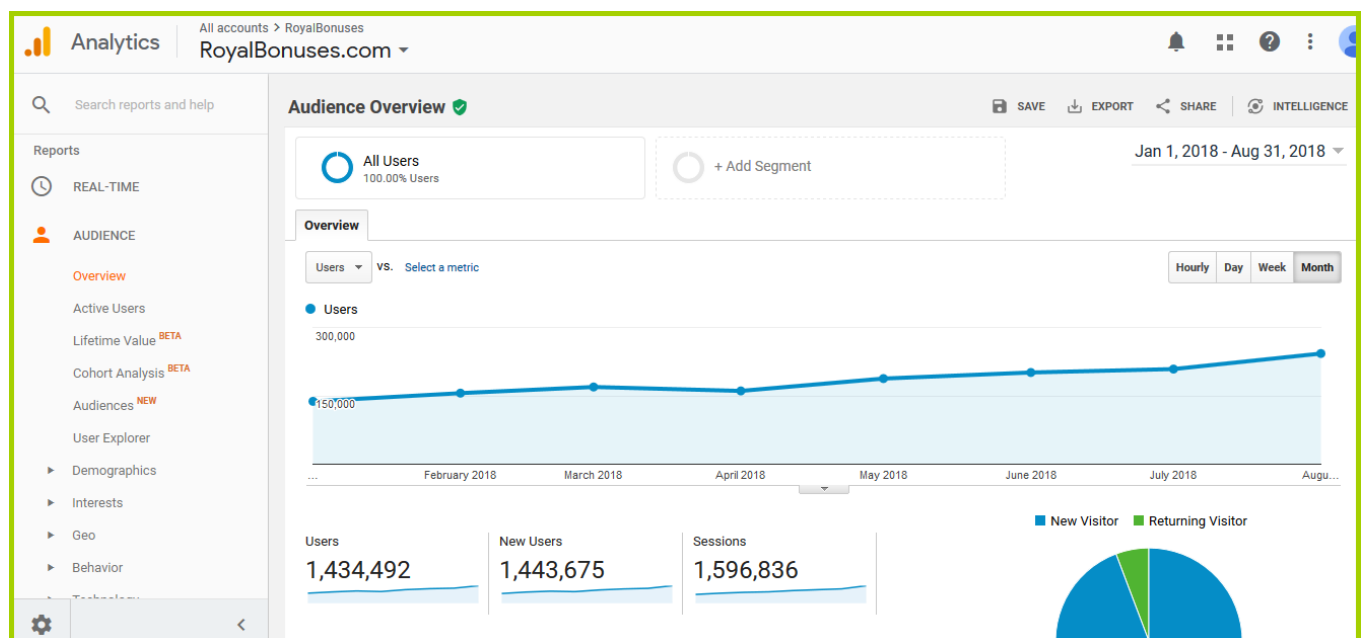 All accounts > RoyalBonuses
Analytics
RoyalBonuses.com
Search reports and help
Audience Overview
SAVE
EXPORT
SHARE
INTELLIGENCE
Reports
All Users
100.00% Users
+ Add Segment
Jan 1, 2018 - Aug 31, 2018
REAL-TIME
AUDIENCE
Overview
Overview
Users
VS.
Select a metric
Hourly
Day
Week
Month
Active Users
Lifetime Value BETA
Cohort Analysis BETA
Audiences NEW
User Explorer
Demographics
Interests
Geo
Behavior
Users
300,000
150,000
...
February 2018
March 2018
April 2018
May 2018
June 2018
July 2018
Augu...
New Visitor
Returning Visitor
Users
1,434,492
New Users
1,443,675
Sessions
1,596,836